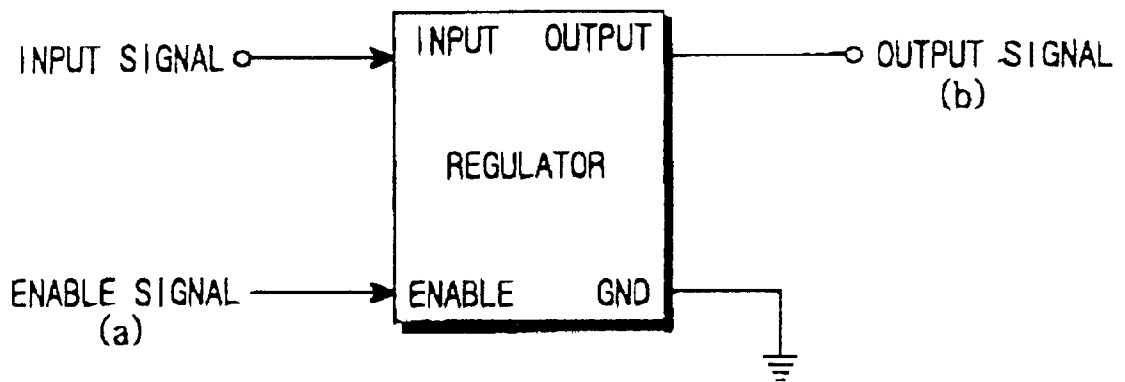 INPUT SIGNAL
INPUT OUTPUT
OUTPUT SIGNAL
(b)
REGULATOR
ENABLE SIGNAL
(a)
ENABLE GND